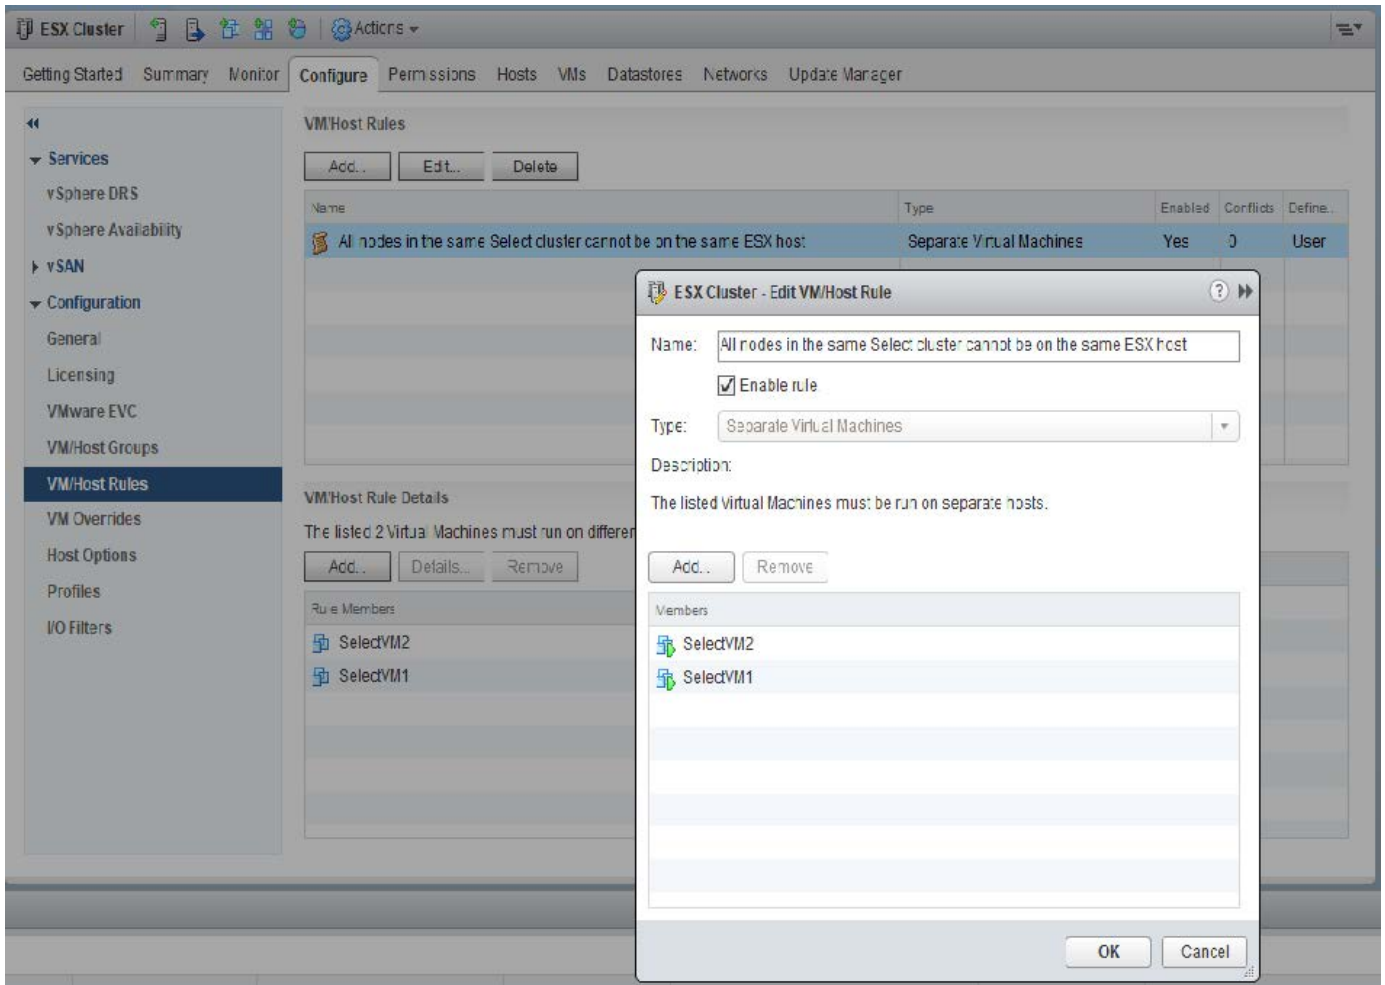 ESX Cluster Actions
Getting Started Summary Monitor Configure Permissions Hosts VMs Datastores Networks Update Manager
VM/Host Rules
Services
Add... Edit... Delete
vSphere DRS
Name Type Enabled Conflicts Define...
vSphere Availability
All nodes in the same Select cluster cannot be on the same ESX host Separate Virtual Machines Yes 0 User
vSAN
Configuration
General
Licensing
VMware EVC
VM/Host Groups
VM/Host Rules
VM Overrides
Host Options
Profiles
I/O Filters
VM/Host Rule Details
The listed 2 Virtual Machines must run on differen
Add... Details... Remove
Rule Members
SelectVM2
SelectVM1
ESX Cluster - Edit VM/Host Rule ?
Name: All nodes in the same Select cluster cannot be on the same ESX host
Enable rule
Type: Separate Virtual Machines
Description:
The listed Virtual Machines must be run on separate hosts.
Add... Remove
Members
SelectVM2
SelectVM1
OK Cancel